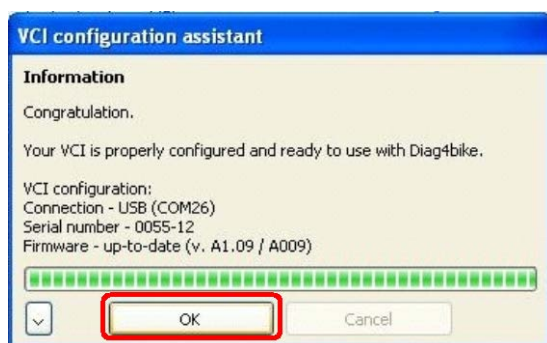 VCI configuration assistant
Information
Congratulation.
Your VCI is properly configured and ready to use with Diag4bike.
VCI configuration:
Connection - USB (COM26)
Serial number - 0055-12
Firmware - up-to-date (v. A1.09 / A009)
OK
Cancel